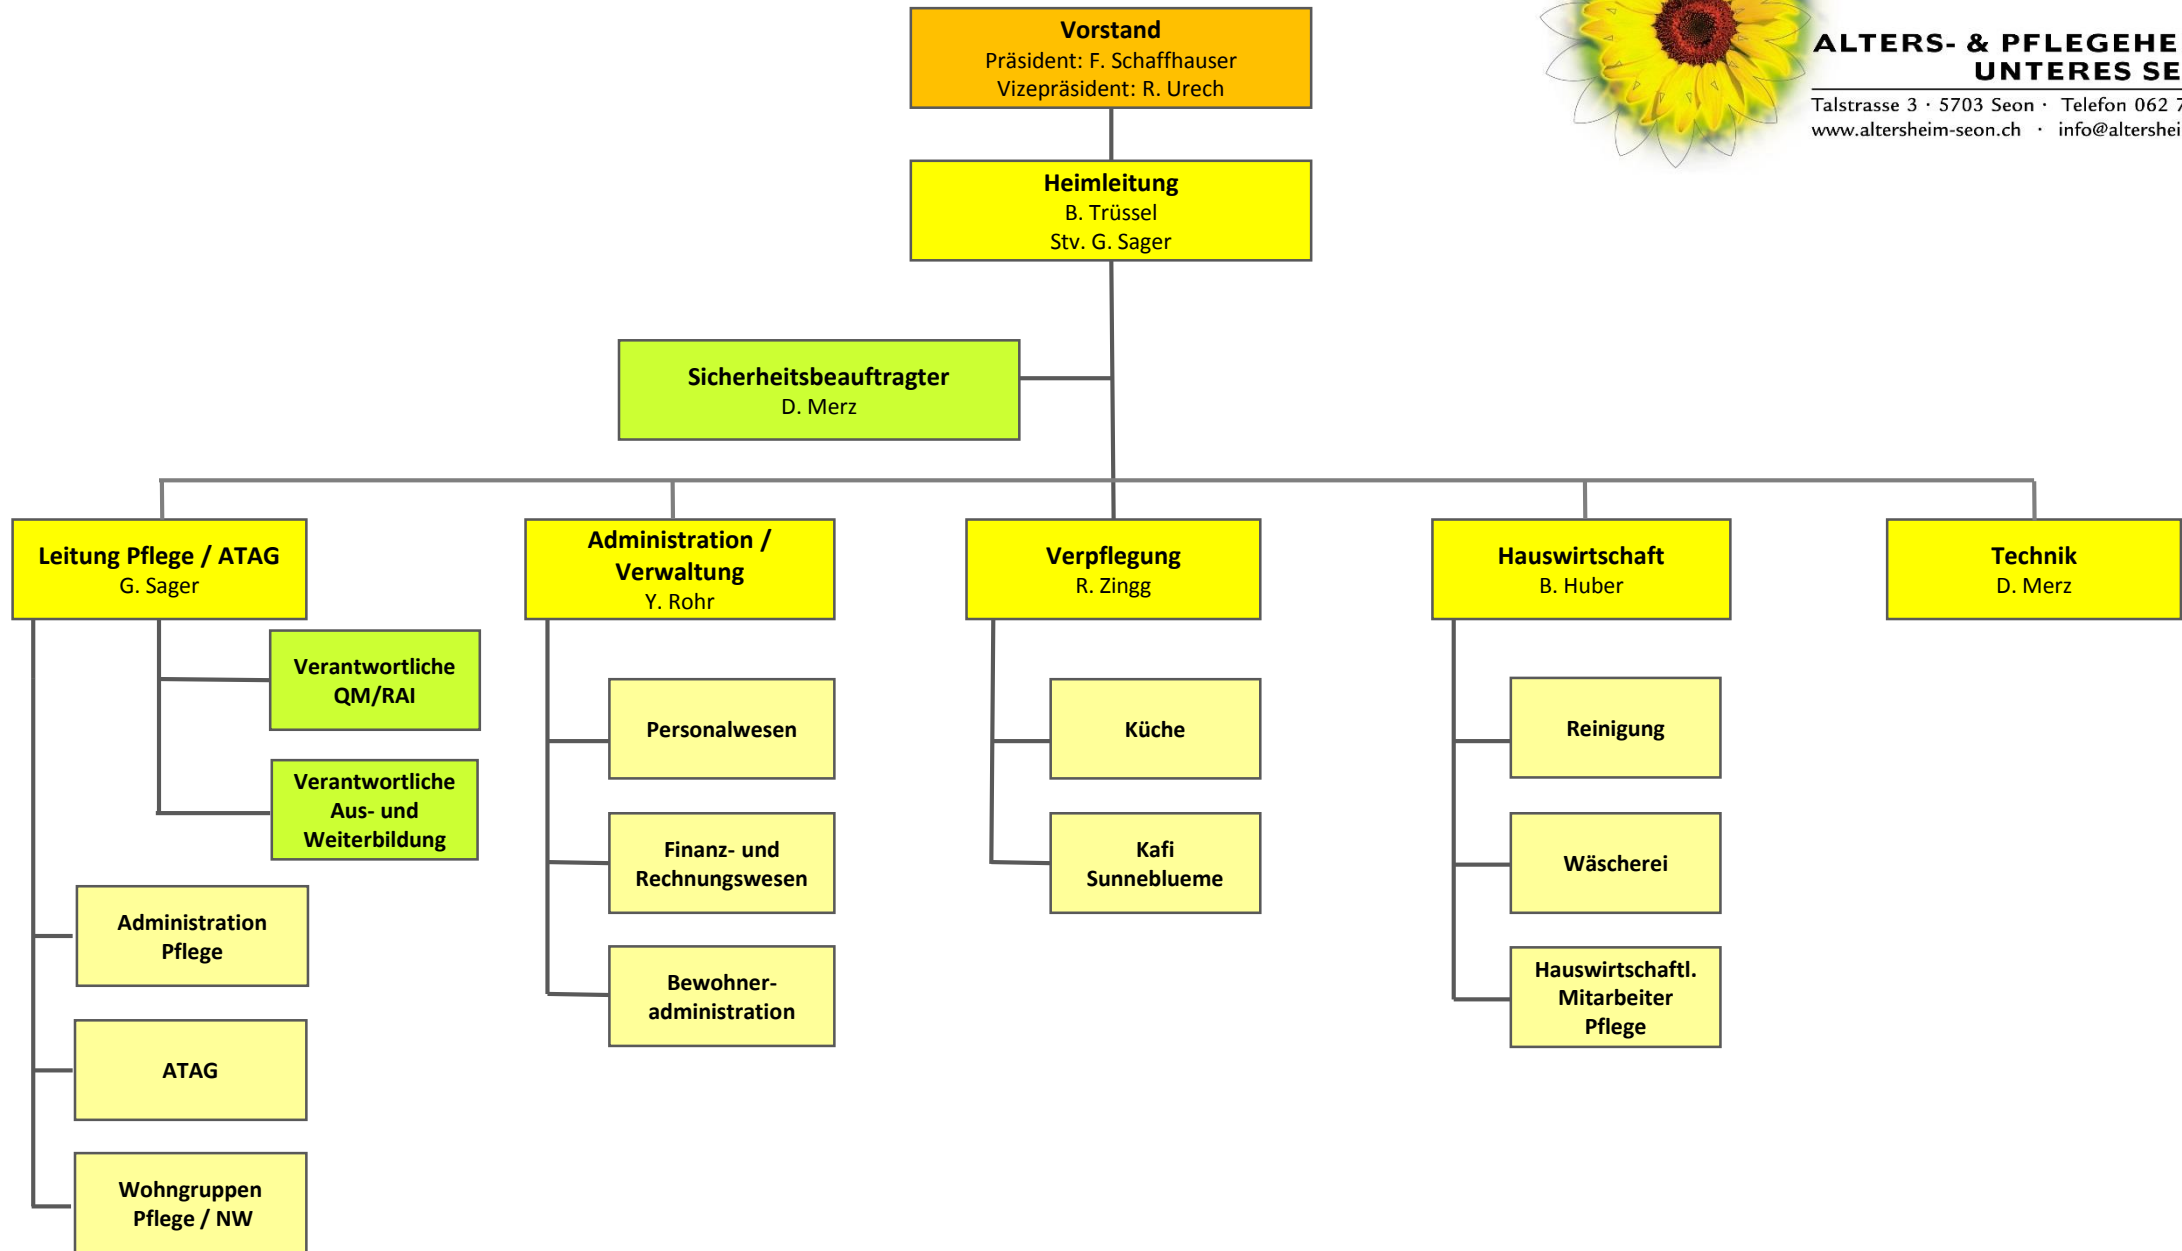 Vorstand
Präsident: F. Schaffhauser
Vizepräsident: R. Urech
ALTERS- & PFLEGEHE
UNTERES SE
Talstrasse 3 · 5703 Seon · Telefon 062 7
www.altersheim-seon.ch · info@altershei
Heimleitung
B. Trüssel
Stv. G. Sager
Sicherheitsbeauftragter
D. Merz
Leitung Pflege / ATAG
G. Sager
Administration /
Verwaltung
Y. Rohr
Verpflegung
R. Zingg
Hauswirtschaft
B. Huber
Technik
D. Merz
Verantwortliche
QM/RAI
Verantwortliche
Aus- und
Weiterbildung
Administration
Pflege
ATAG
Wohngruppen
Pflege / NW
Personalwesen
Finanz- und
Rechnungswesen
Bewohner-
administration
Küche
Kafi
Sunneblueme
Reinigung
Wäscherei
Hauswirtschaftl.
Mitarbeiter
Pflege